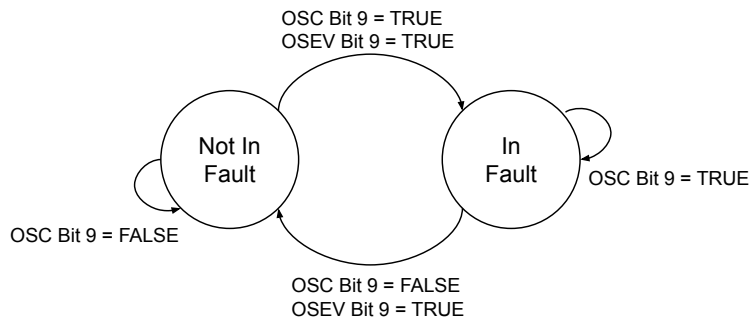 OSC Bit 9 = TRUE
OSEV Bit 9 = TRUE
Not In
Fault
In
Fault
OSC Bit 9 = TRUE
OSC Bit 9 = FALSE
OSC Bit 9 = FALSE
OSEV Bit 9 = TRUE